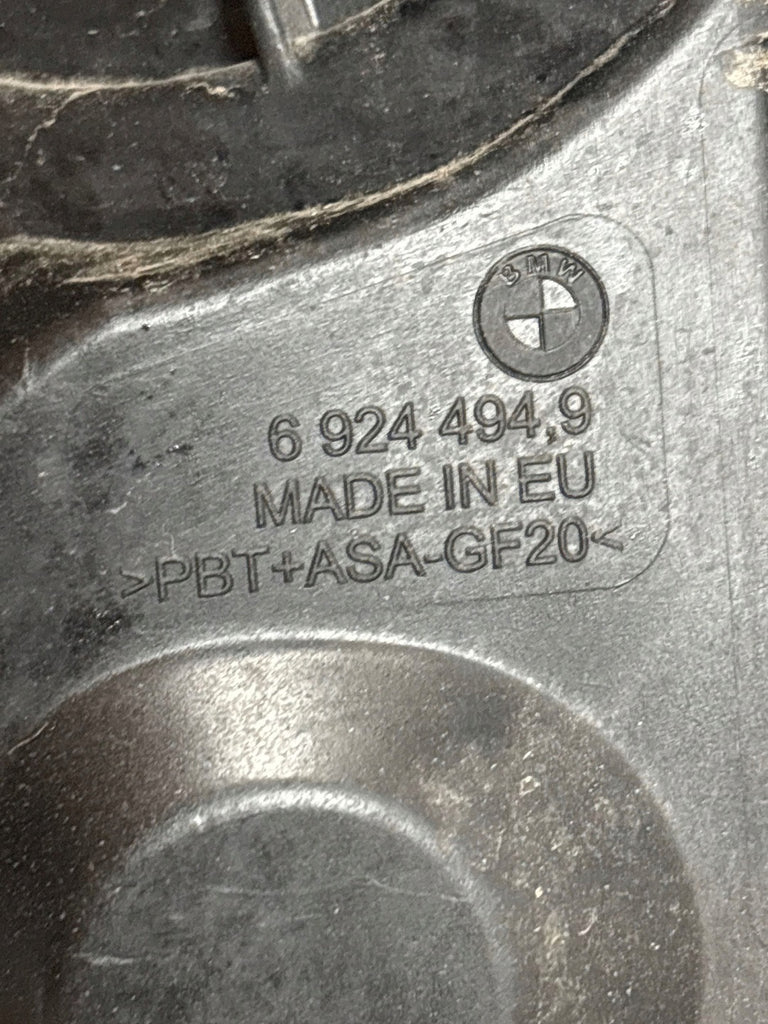 BMW
6 924 494,9
MADE IN EU
>PBT+ASA-GF20<